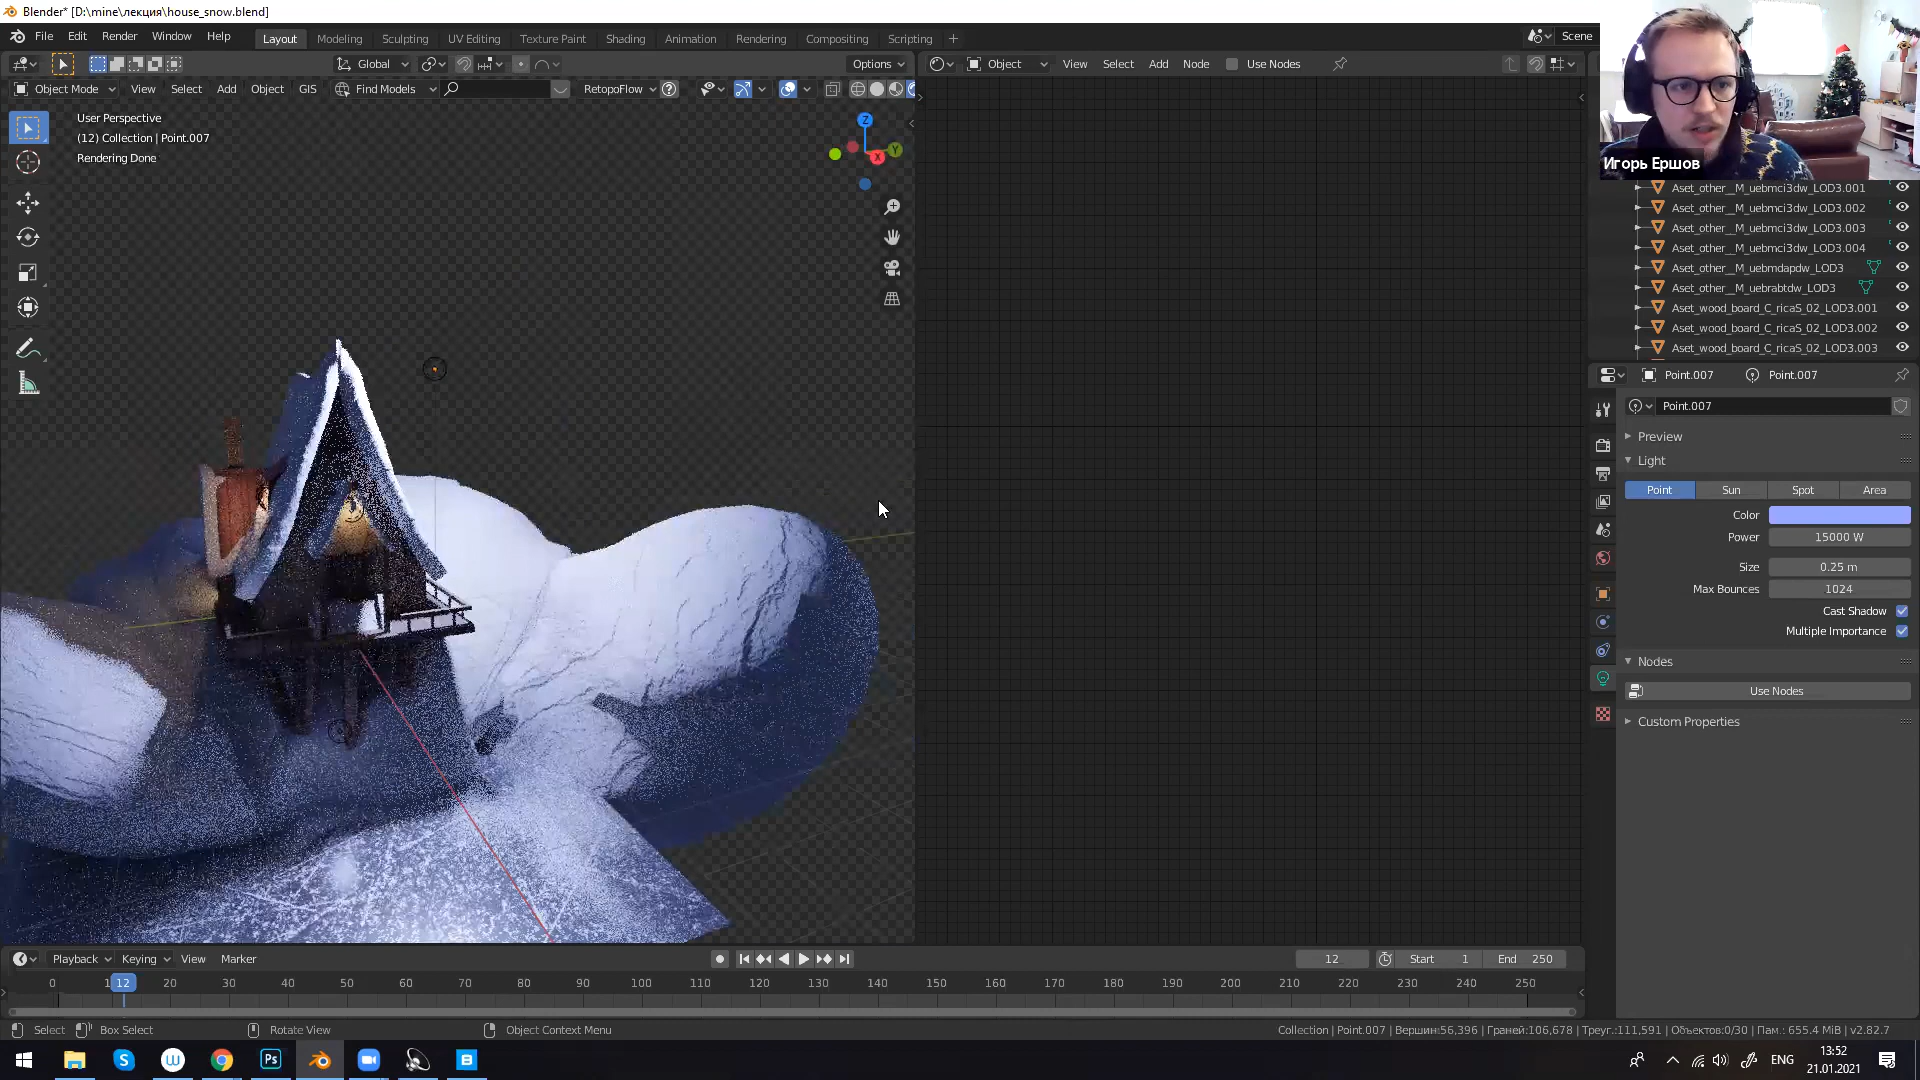 Blender* [D:\mine\лекция\house_snow.blend]
File Edit Render Window Help Layout Modeling Sculpting UV Editing Texture Paint Shading Animation Rendering Compositing Scripting + Scene
Global Options Object View Select Add Node Use Nodes
Object Mode View Select Add Object GIS Find Models RetopoFlow
User Perspective
(12) Collection | Point.007
Rendering Done
Z
Y
X
Игорь Ершов
Aset_other__M_uebmci3dw_LOD3.001
Aset_other__M_uebmci3dw_LOD3.002
Aset_other__M_uebmci3dw_LOD3.003
Aset_other__M_uebmci3dw_LOD3.004
Aset_other__M_uebmdapdw_LOD3
Aset_other__M_uebrabtdw_LOD3
Aset_wood_board_C_ricaS_02_LOD3.001
Aset_wood_board_C_ricaS_02_LOD3.002
Aset_wood_board_C_ricaS_02_LOD3.003
Point.007 Point.007
Point.007
Preview
Light
Point Sun Spot Area
Color
Power 15000 W
Size 0.25 m
Max Bounces 1024
Cast Shadow
Multiple Importance
Nodes
Use Nodes
Custom Properties
Playback Keying View Marker 12 Start 1 End 250
0 1 12 20 30 40 50 60 70 80 90 100 110 120 130 140 150 160 170 180 190 200 210 220 230 240 250
Select Box Select Rotate View Object Context Menu Collection | Point.007 | Вершин:56,396 | Граней:106,678 | Треуг.:111,591 | Объектов:0/30 | Пам.: 655.4 MiB | v2.82.7
Ps ENG 13:52
21.01.2021